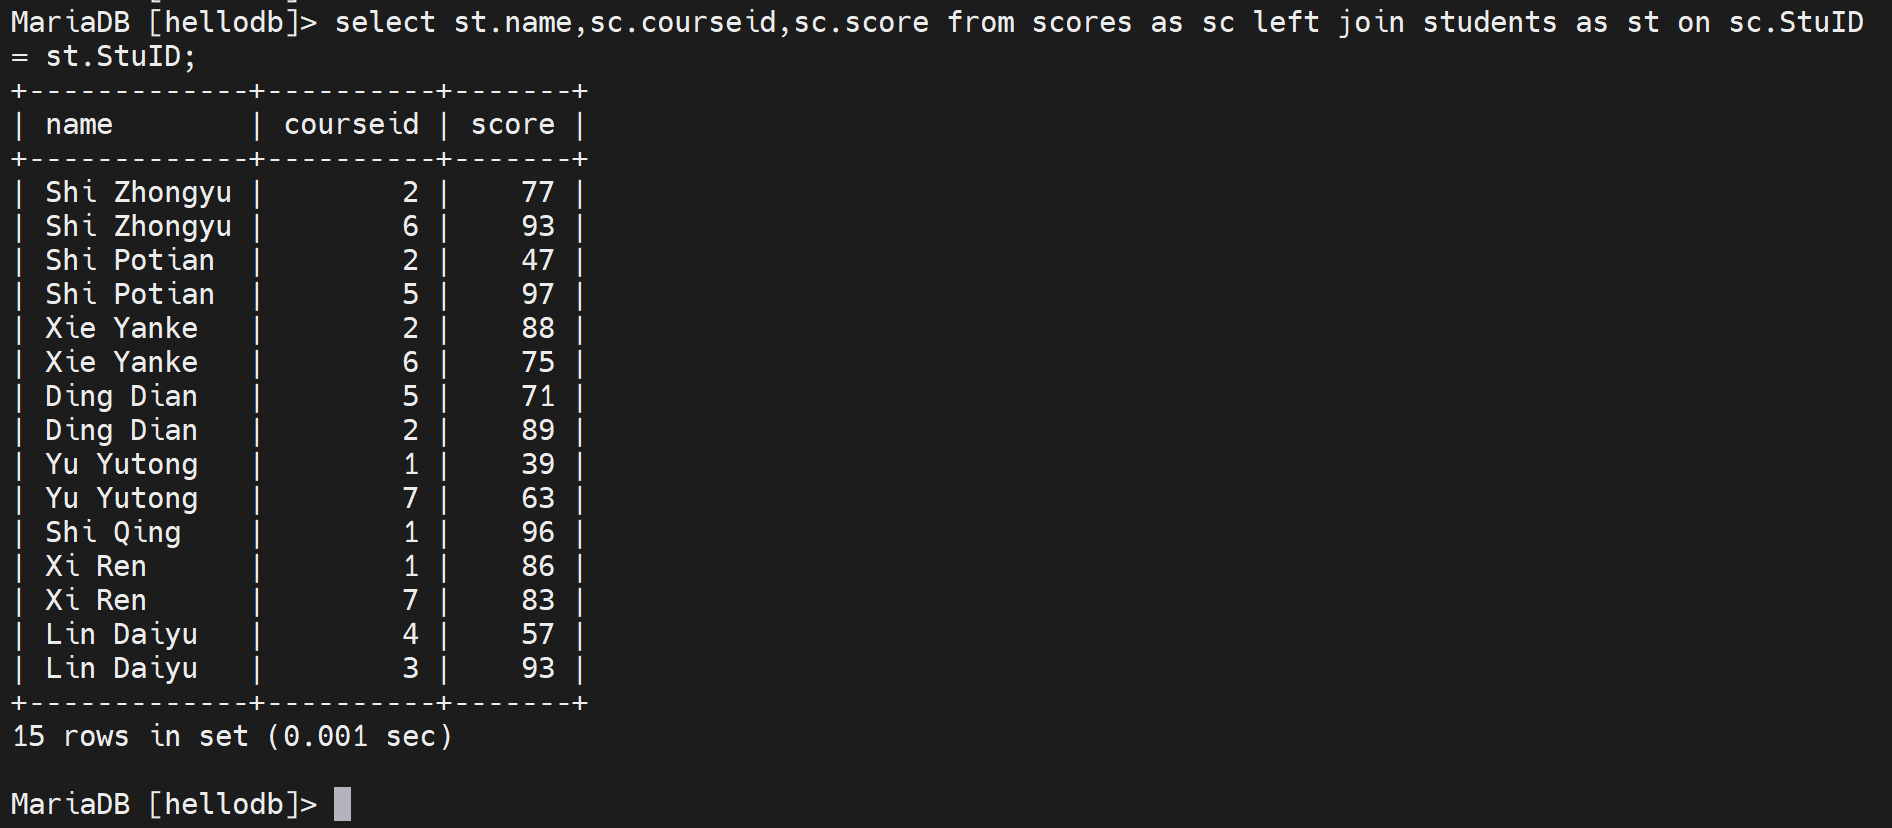 MariaDB [hellodb]> select st.name,sc.courseid,sc.score from scores as sc left join students as st on sc.StuID
= st.StuID;
+-------------+----------+-------+
| name        | courseid | score |
+-------------+----------+-------+
| Shi Zhongyu |        2 |    77 |
| Shi Zhongyu |        6 |    93 |
| Shi Potian  |        2 |    47 |
| Shi Potian  |        5 |    97 |
| Xie Yanke   |        2 |    88 |
| Xie Yanke   |        6 |    75 |
| Ding Dian   |        5 |    71 |
| Ding Dian   |        2 |    89 |
| Yu Yutong   |        1 |    39 |
| Yu Yutong   |        7 |    63 |
| Shi Qing    |        1 |    96 |
| Xi Ren      |        1 |    86 |
| Xi Ren      |        7 |    83 |
| Lin Daiyu   |        4 |    57 |
| Lin Daiyu   |        3 |    93 |
+-------------+----------+-------+
15 rows in set (0.001 sec)
MariaDB [hellodb]>